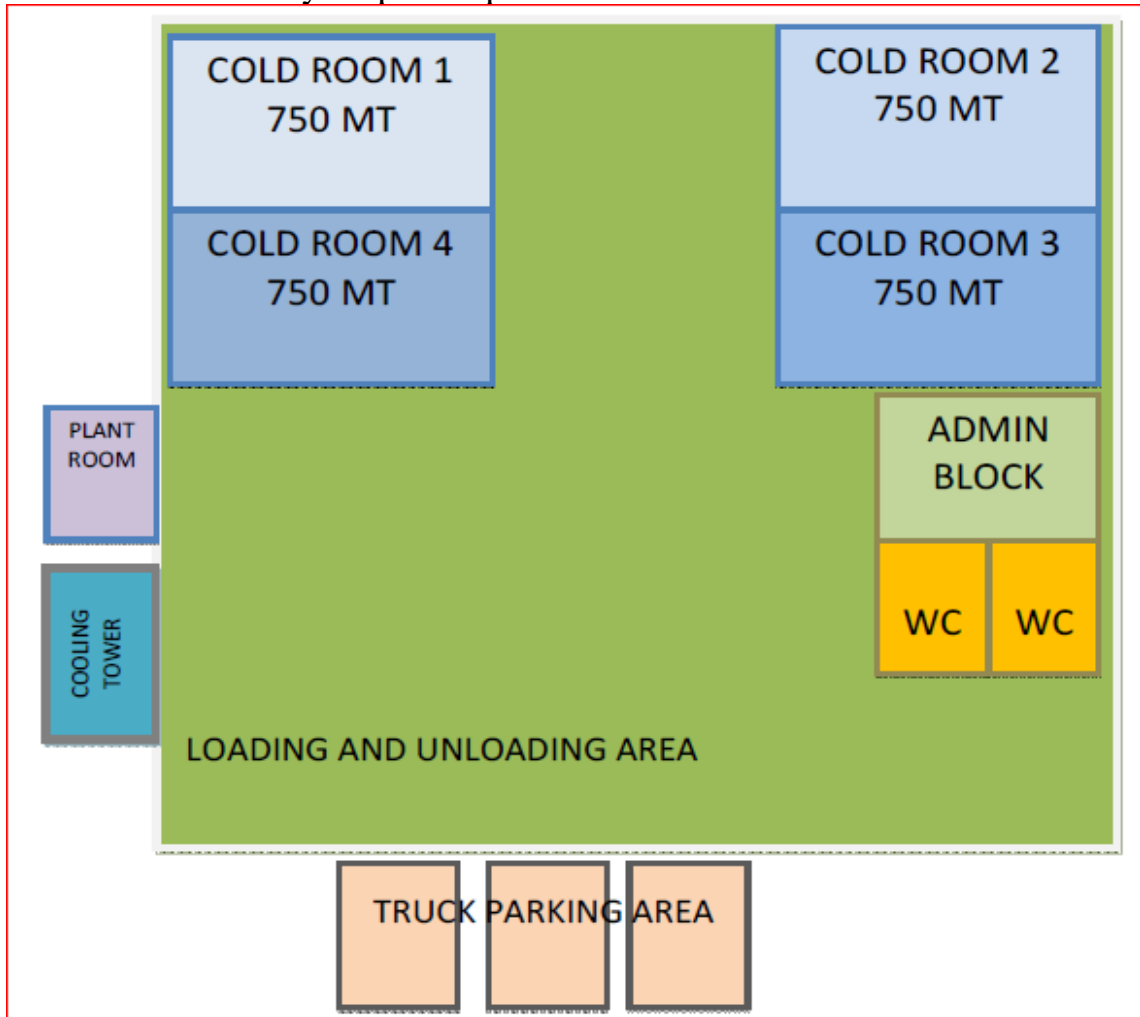 COLD ROOM 1
750 MT
COLD ROOM 2
750 MT
COLD ROOM 4
750 MT
COLD ROOM 3
750 MT
PLANT
ROOM
ADMIN
BLOCK
COOLING
TOWER
WC
WC
LOADING AND UNLOADING AREA
TRUCK PARKING AREA